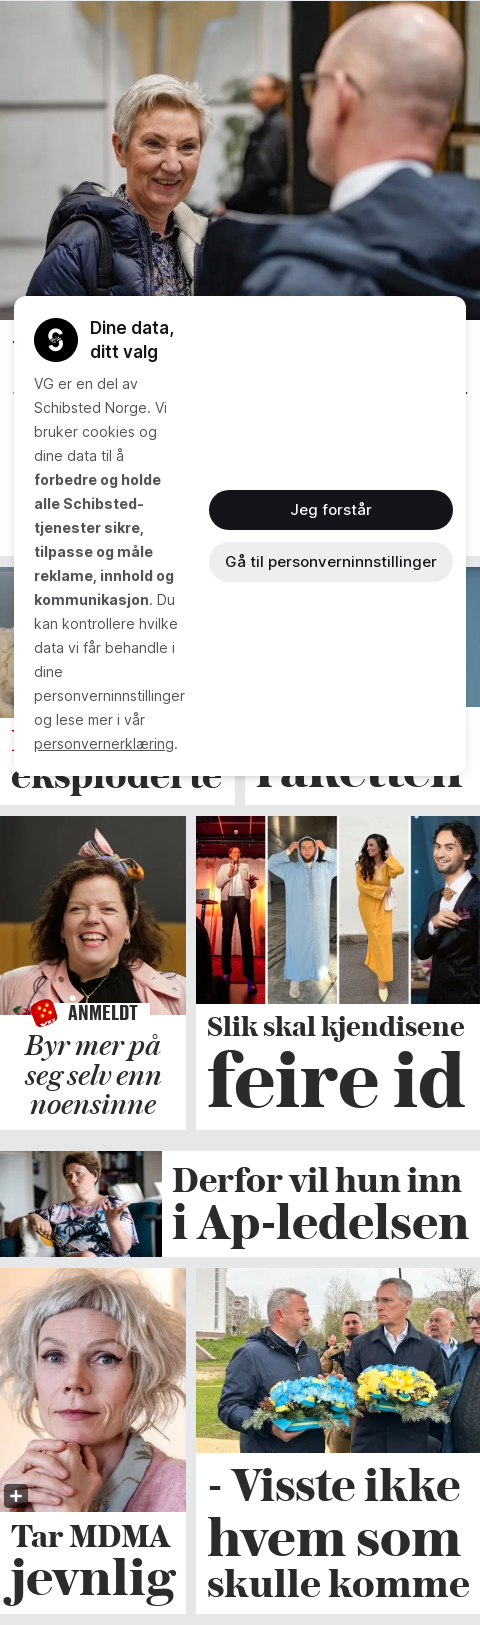 Dine data,
ditt valg
VG er en del av
Schibsted Norge. Vi
bruker cookies og
dine data til å
forbedre og holde
alle Schibsted-
tjenester sikre,
tilpasse og måle
reklame, innhold og
kommunikasjon. Du
kan kontrollere hvilke
data vi får behandle i
dine
personverninnstillinger
og lese mer i vår
personvernerklæring.
Jeg forstår
Gå til personverninnstillinger
eksploderte
Raketten
ANMELDT
Byr mer på
seg selv enn
noensinne
Slik skal kjendisene
feire id
Derfor vil hun inn
i Ap-ledelsen
Tar MDMA
jevnlig
- Visste ikke
hvem som
skulle komme